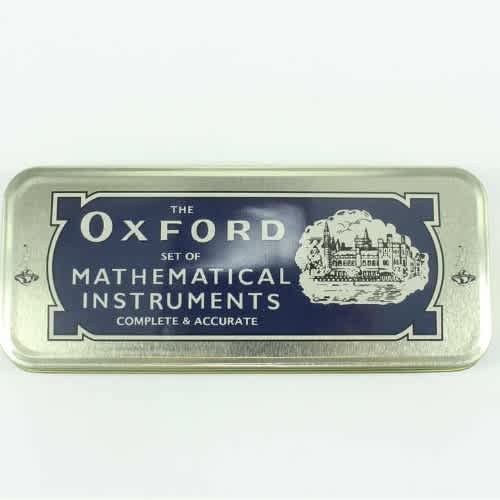 THE
OXFORD
SET OF
MATHEMATICAL
INSTRUMENTS
COMPLETE & ACCURATE